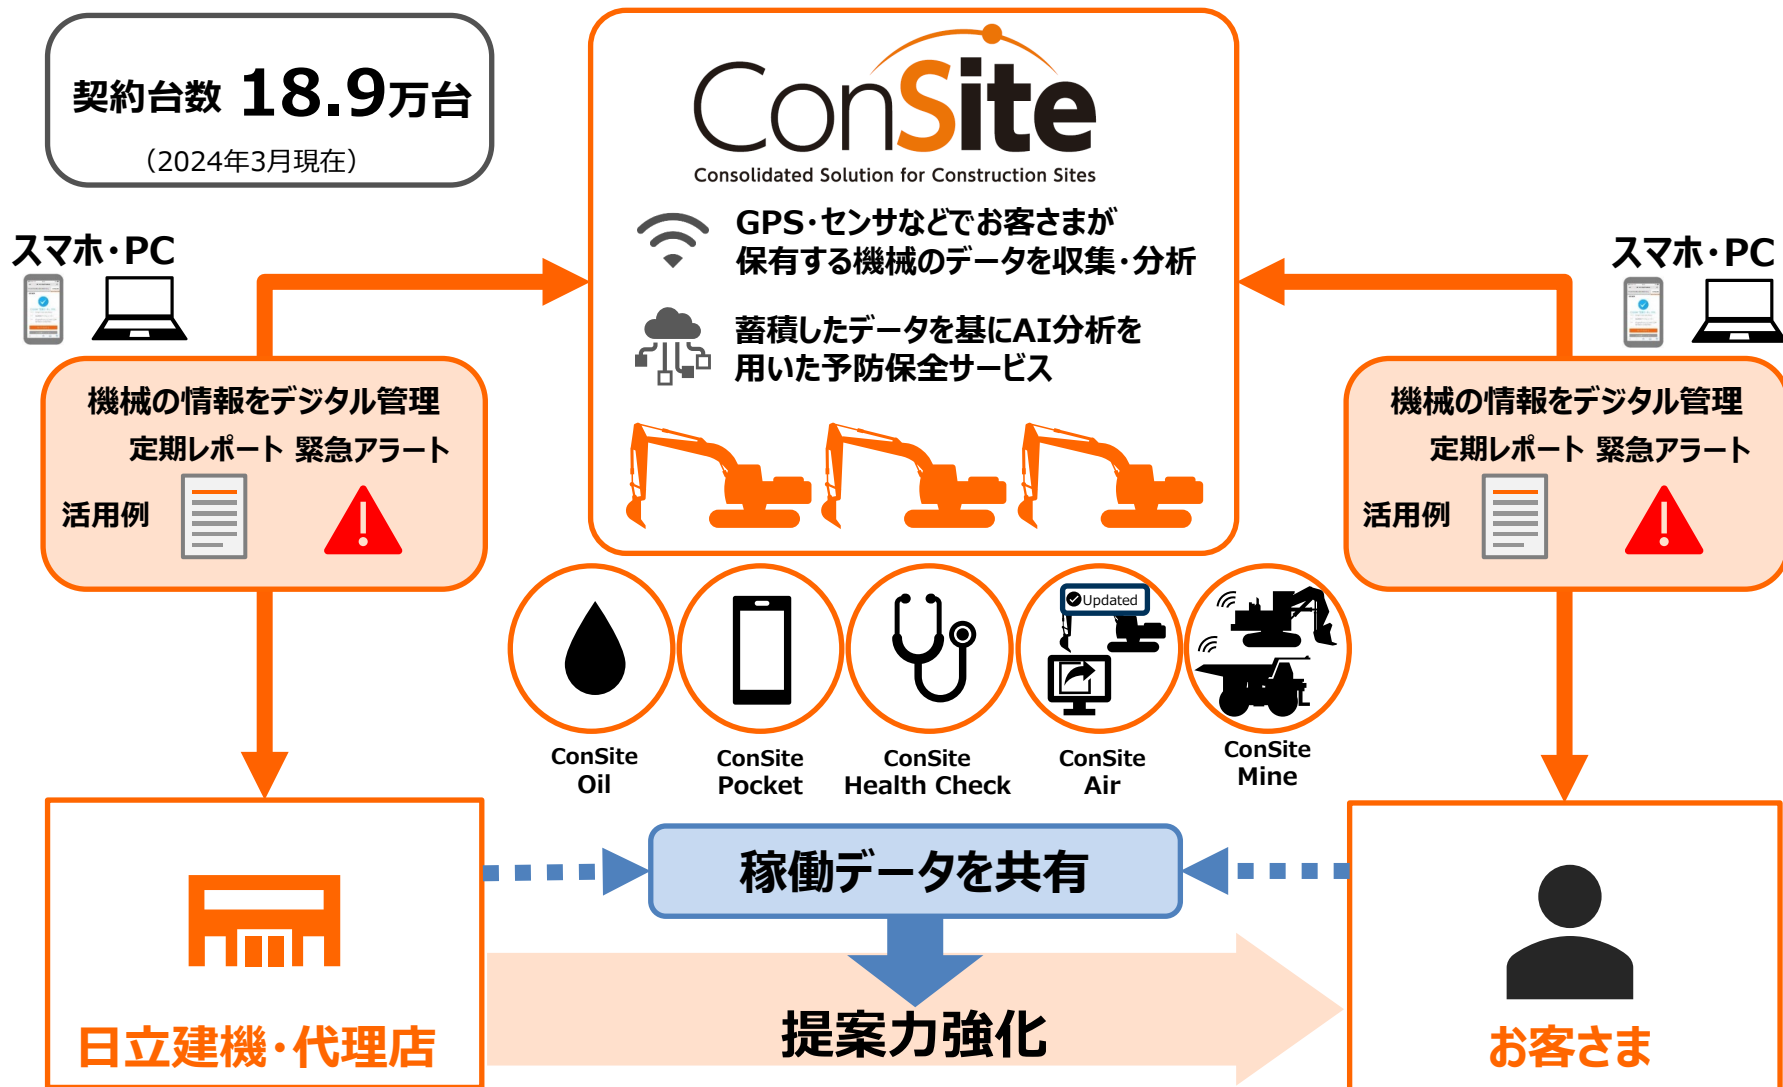 契約台数 18.9万台
（2024年3月現在）
ConSite
Consolidated Solution for Construction Sites
GPS・センサなどでお客さまが
保有する機械のデータを収集・分析
蓄積したデータを基にAI分析を
用いた予防保全サービス
スマホ・PC
機械の情報をデジタル管理
定期レポート 緊急アラート
活用例
スマホ・PC
機械の情報をデジタル管理
定期レポート 緊急アラート
活用例
Updated
ConSite
Oil
ConSite
Pocket
ConSite
Health Check
ConSite
Air
ConSite
Mine
稼働データを共有
提案力強化
日立建機・代理店
お客さま